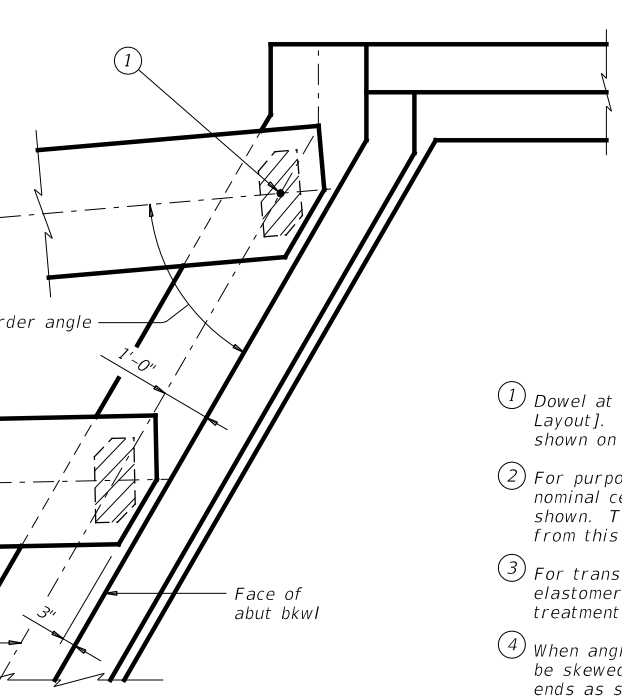 1
rder angle
1'-0"
1 Dowel at
Layout].
shown on
2 For purpo
nominal ce
shown. T
from this
3 For trans
elastomer
treatment
Face of
abut bkwl
3"
4 When angl
be skewed
ends as s